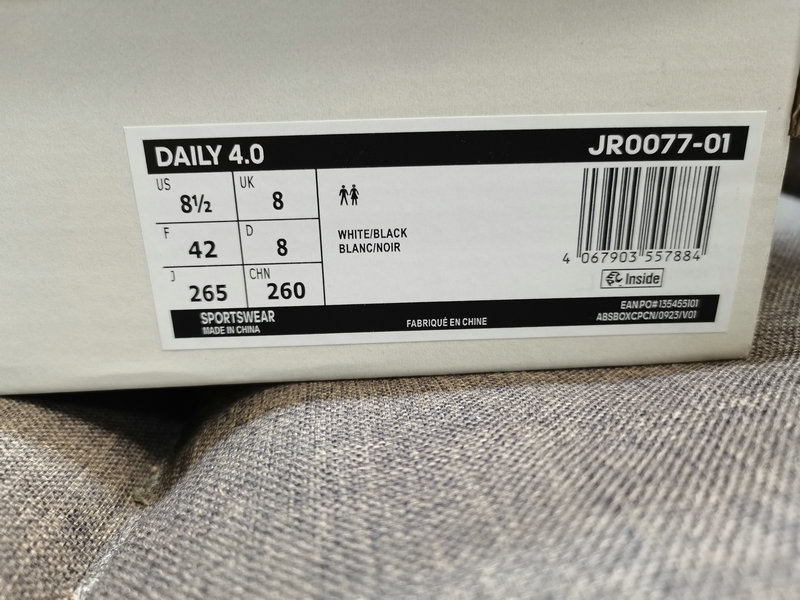 DAILY 4.0 JR0077-01
US 8½ UK 8
F 42 D 8
J 265 CHN 260
WHITE/BLACK
BLANC/NOIR
4 067903 557884
Inside
SPORTSWEAR
MADE IN CHINA
FABRIQUÉ EN CHINE
EAN PO# 135455101
ABSBOXCPCN/0923/V01